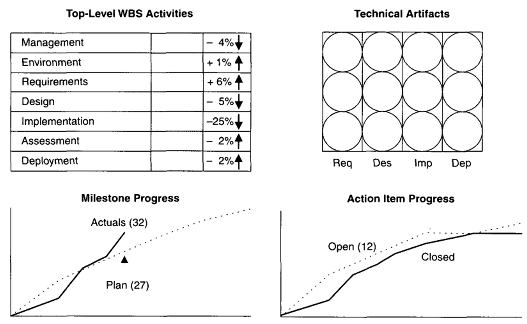 Top-Level WBS Activities
Management – 4%
Environment + 1%
Requirements + 6%
Design – 5%
Implementation –25%
Assessment – 2%
Deployment – 2%
Technical Artifacts
Req Des Imp Dep
Milestone Progress
Actuals (32)
Plan (27)
Action Item Progress
Open (12)
Closed